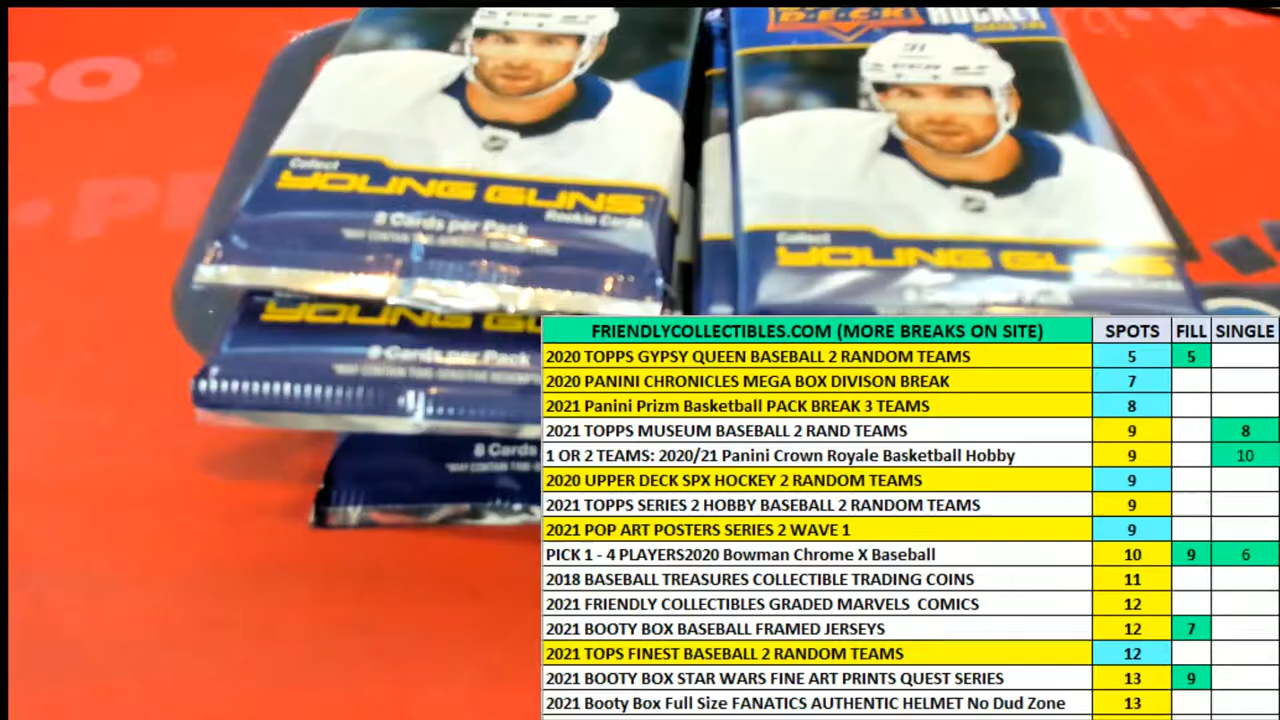 DECK HOCKEY
SERIES TWO
91
RO
Collect
YOUNG GUNS
Rookie Cards
8 Cards per Pack
Collect
YOUNG GUNS
YOUNG GU
8 Cards per Pack
8 Cards
FRIENDLYCOLLECTIBLES.COM (MORE BREAKS ON SITE) SPOTS FILL SINGLE
2020 TOPPS GYPSY QUEEN BASEBALL 2 RANDOM TEAMS 5 5
2020 PANINI CHRONICLES MEGA BOX DIVISON BREAK 7
2021 Panini Prizm Basketball PACK BREAK 3 TEAMS 8
2021 TOPPS MUSEUM BASEBALL 2 RAND TEAMS 9 8
1 OR 2 TEAMS: 2020/21 Panini Crown Royale Basketball Hobby 9 10
2020 UPPER DECK SPX HOCKEY 2 RANDOM TEAMS 9
2021 TOPPS SERIES 2 HOBBY BASEBALL 2 RANDOM TEAMS 9
2021 POP ART POSTERS SERIES 2 WAVE 1 9
PICK 1 - 4 PLAYERS2020 Bowman Chrome X Baseball 10 9 6
2018 BASEBALL TREASURES COLLECTIBLE TRADING COINS 11
2021 FRIENDLY COLLECTIBLES GRADED MARVELS COMICS 12
2021 BOOTY BOX BASEBALL FRAMED JERSEYS 12 7
2021 TOPS FINEST BASEBALL 2 RANDOM TEAMS 12
2021 BOOTY BOX STAR WARS FINE ART PRINTS QUEST SERIES 13 9
2021 Booty Box Full Size FANATICS AUTHENTIC HELMET No Dud Zone 13